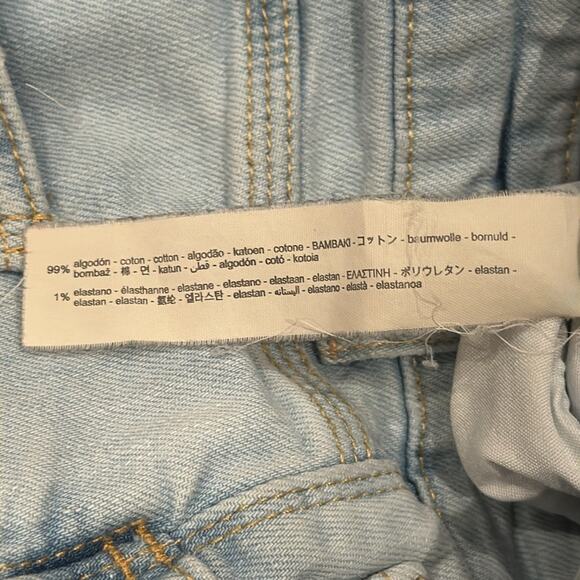 99% algodón - coton - cotton - algodão - katoen - cotone - BAMBAKI - コットン - baumwolle - bomuld -
bombaž - 棉 - 면 - katun - قطن - algodón - cotó - kotoia
1% elastano - élasthanne - elastane - elastano - elastaan - elastan - ΕΛΑΣΤΙΝΗ - ポリウレタン - elastan -
elastan - elastan - 氨纶 - 엘라스탄 - اليستانه - elastano - elastà - elastanoa